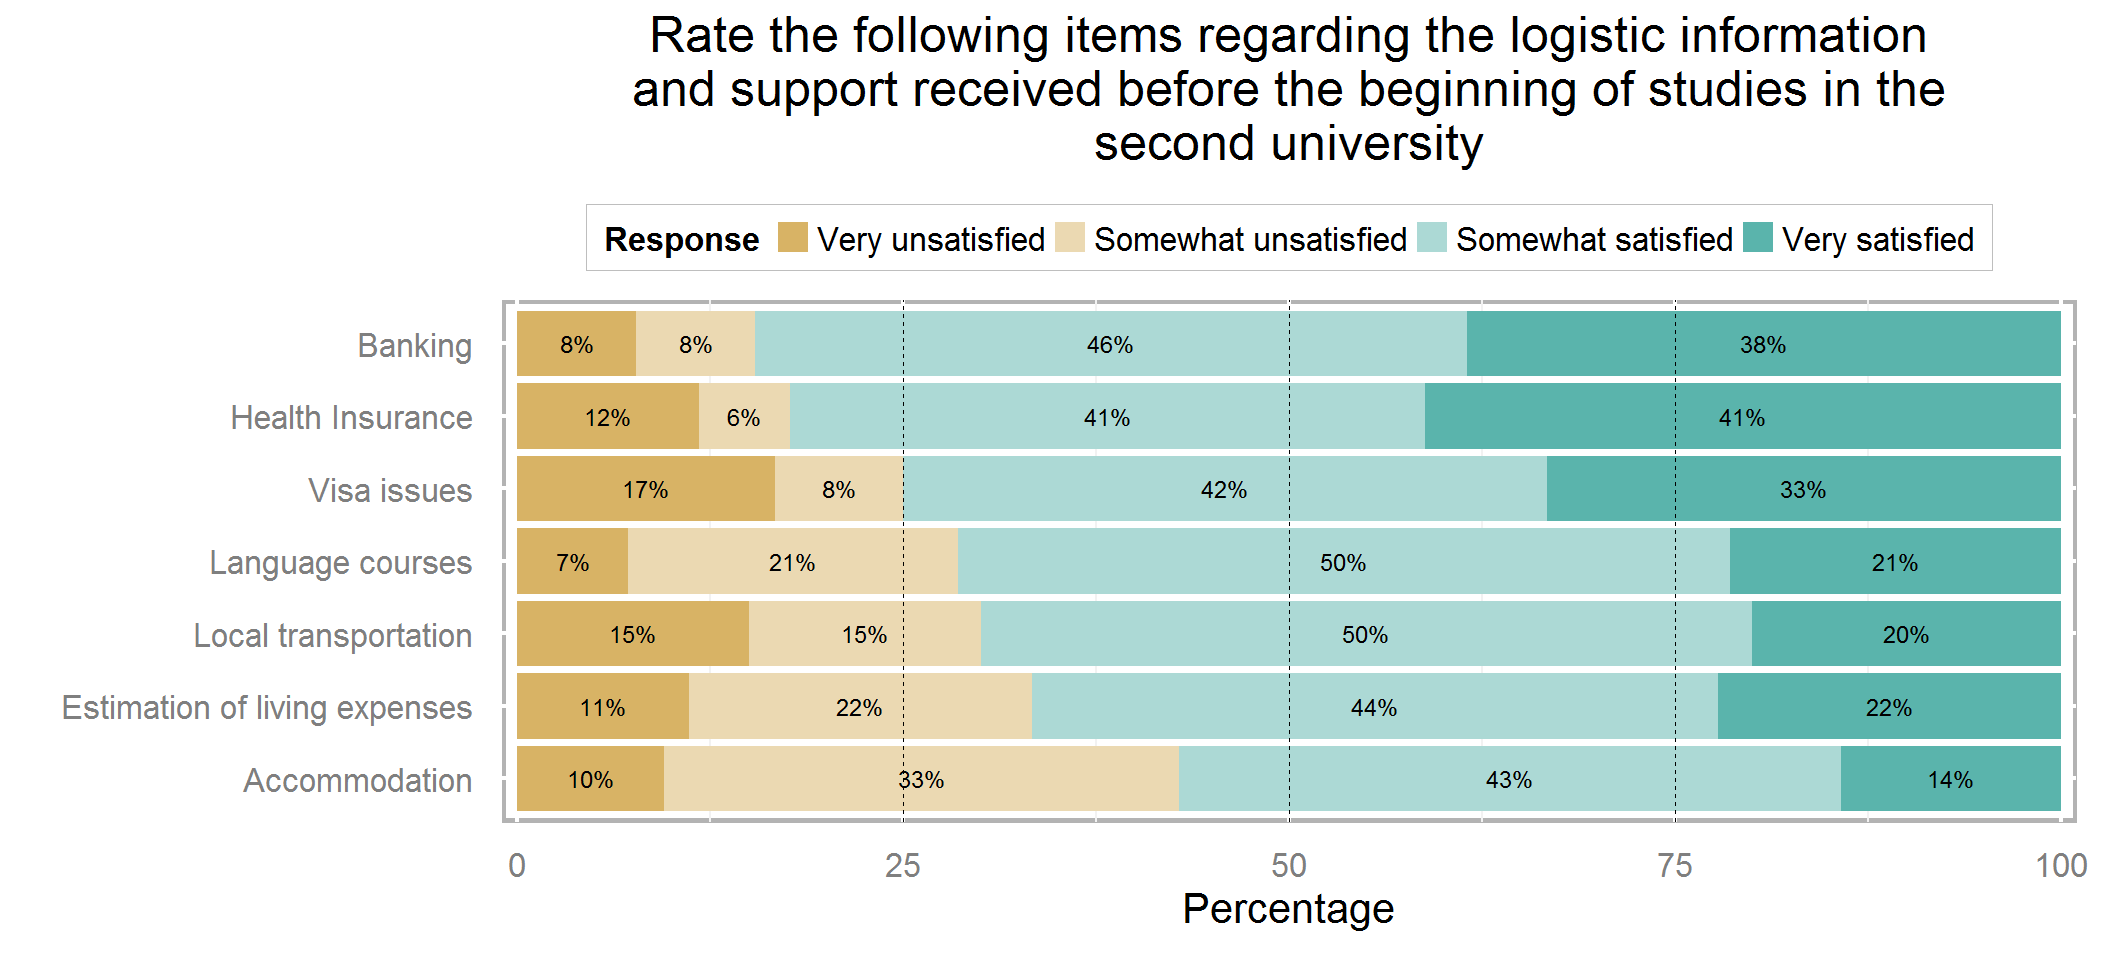 Rate the following items regarding the logistic information
and support received before the beginning of studies in the
second university
Response Very unsatisfied Somewhat unsatisfied Somewhat satisfied Very satisfied
Banking 8% 8% 46% 38%
Health Insurance 12% 6% 41% 41%
Visa issues 17% 8% 42% 33%
Language courses 7% 21% 50% 21%
Local transportation 15% 15% 50% 20%
Estimation of living expenses 11% 22% 44% 22%
Accommodation 10% 33% 43% 14%
0 25 50 75 100
Percentage